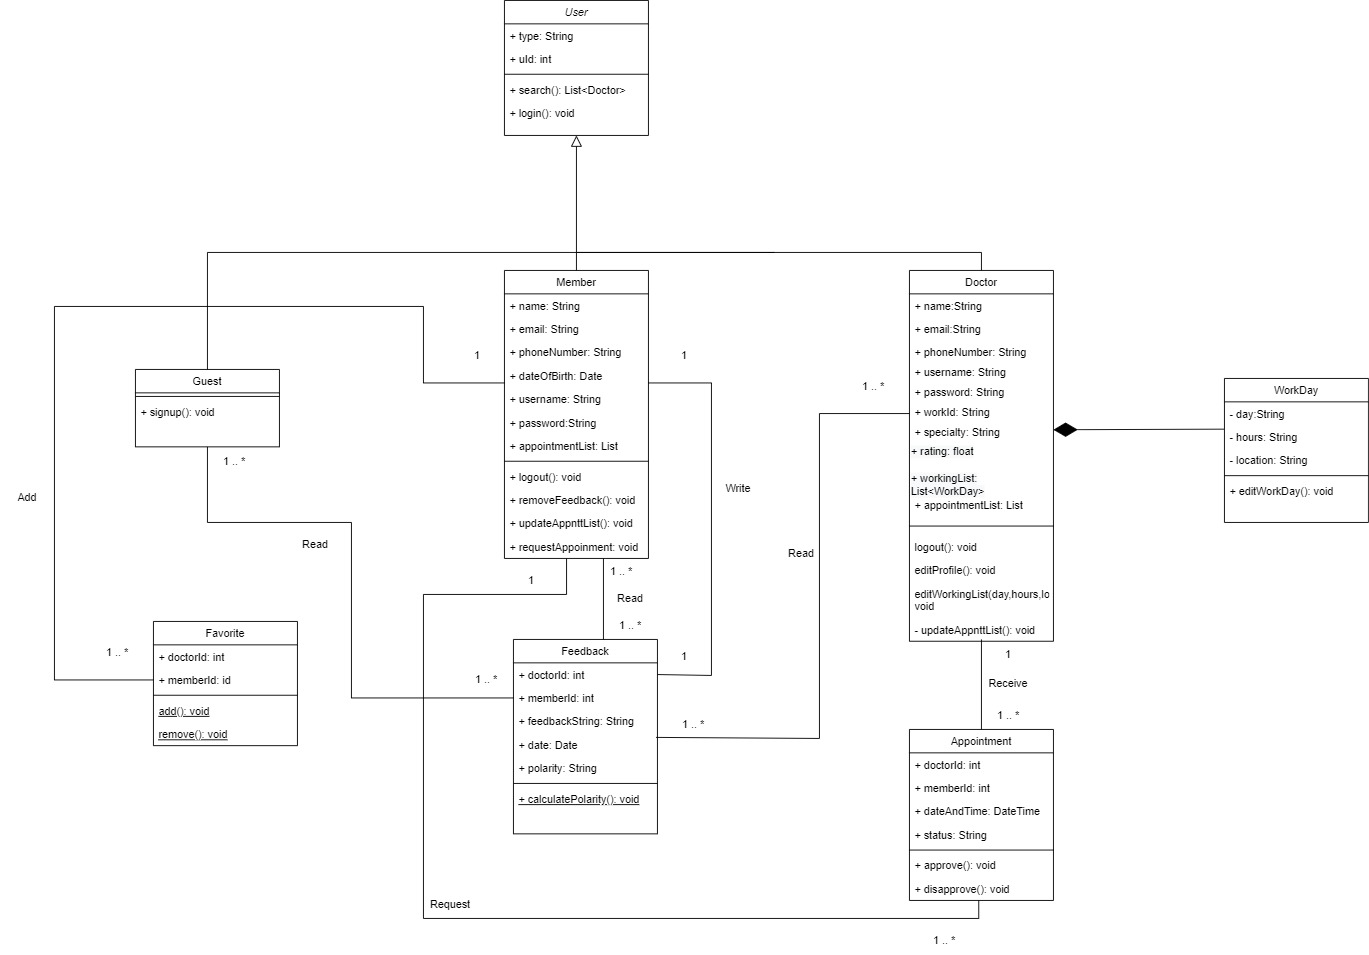 User
+ type: String
+ uId: int
+ search(): List<Doctor>
+ login(): void
Member
+ name: String
+ email: String
+ phoneNumber: String
+ dateOfBirth: Date
+ username: String
+ password:String
+ appointmentList: List
+ logout(): void
+ removeFeedback(): void
+ updateAppnttList(): void
+ requestAppoinment: void
Doctor
+ name:String
+ email:String
+ phoneNumber: String
+ username: String
+ password: String
+ workId: String
+ specialty: String
+ rating: float
+ workingList:
List<WorkDay>
+ appointmentList: List
logout(): void
editProfile(): void
editWorkingList(day,hours,lo
void
- updateAppnttList(): void
WorkDay
- day:String
- hours: String
- location: String
+ editWorkDay(): void
Guest
+ signup(): void
1
1
1 .. *
1 .. *
Add
Write
Read
Read
1
1 .. *
Read
1 .. *
Favorite
+ doctorId: int
+ memberId: id
add(): void
remove(): void
1 .. *
1 .. *
Feedback
+ doctorId: int
+ memberId: int
+ feedbackString: String
+ date: Date
+ polarity: String
+ calculatePolarity(): void
1
1 .. *
1
Receive
1 .. *
Appointment
+ doctorId: int
+ memberId: int
+ dateAndTime: DateTime
+ status: String
+ approve(): void
+ disapprove(): void
Request
1 .. *